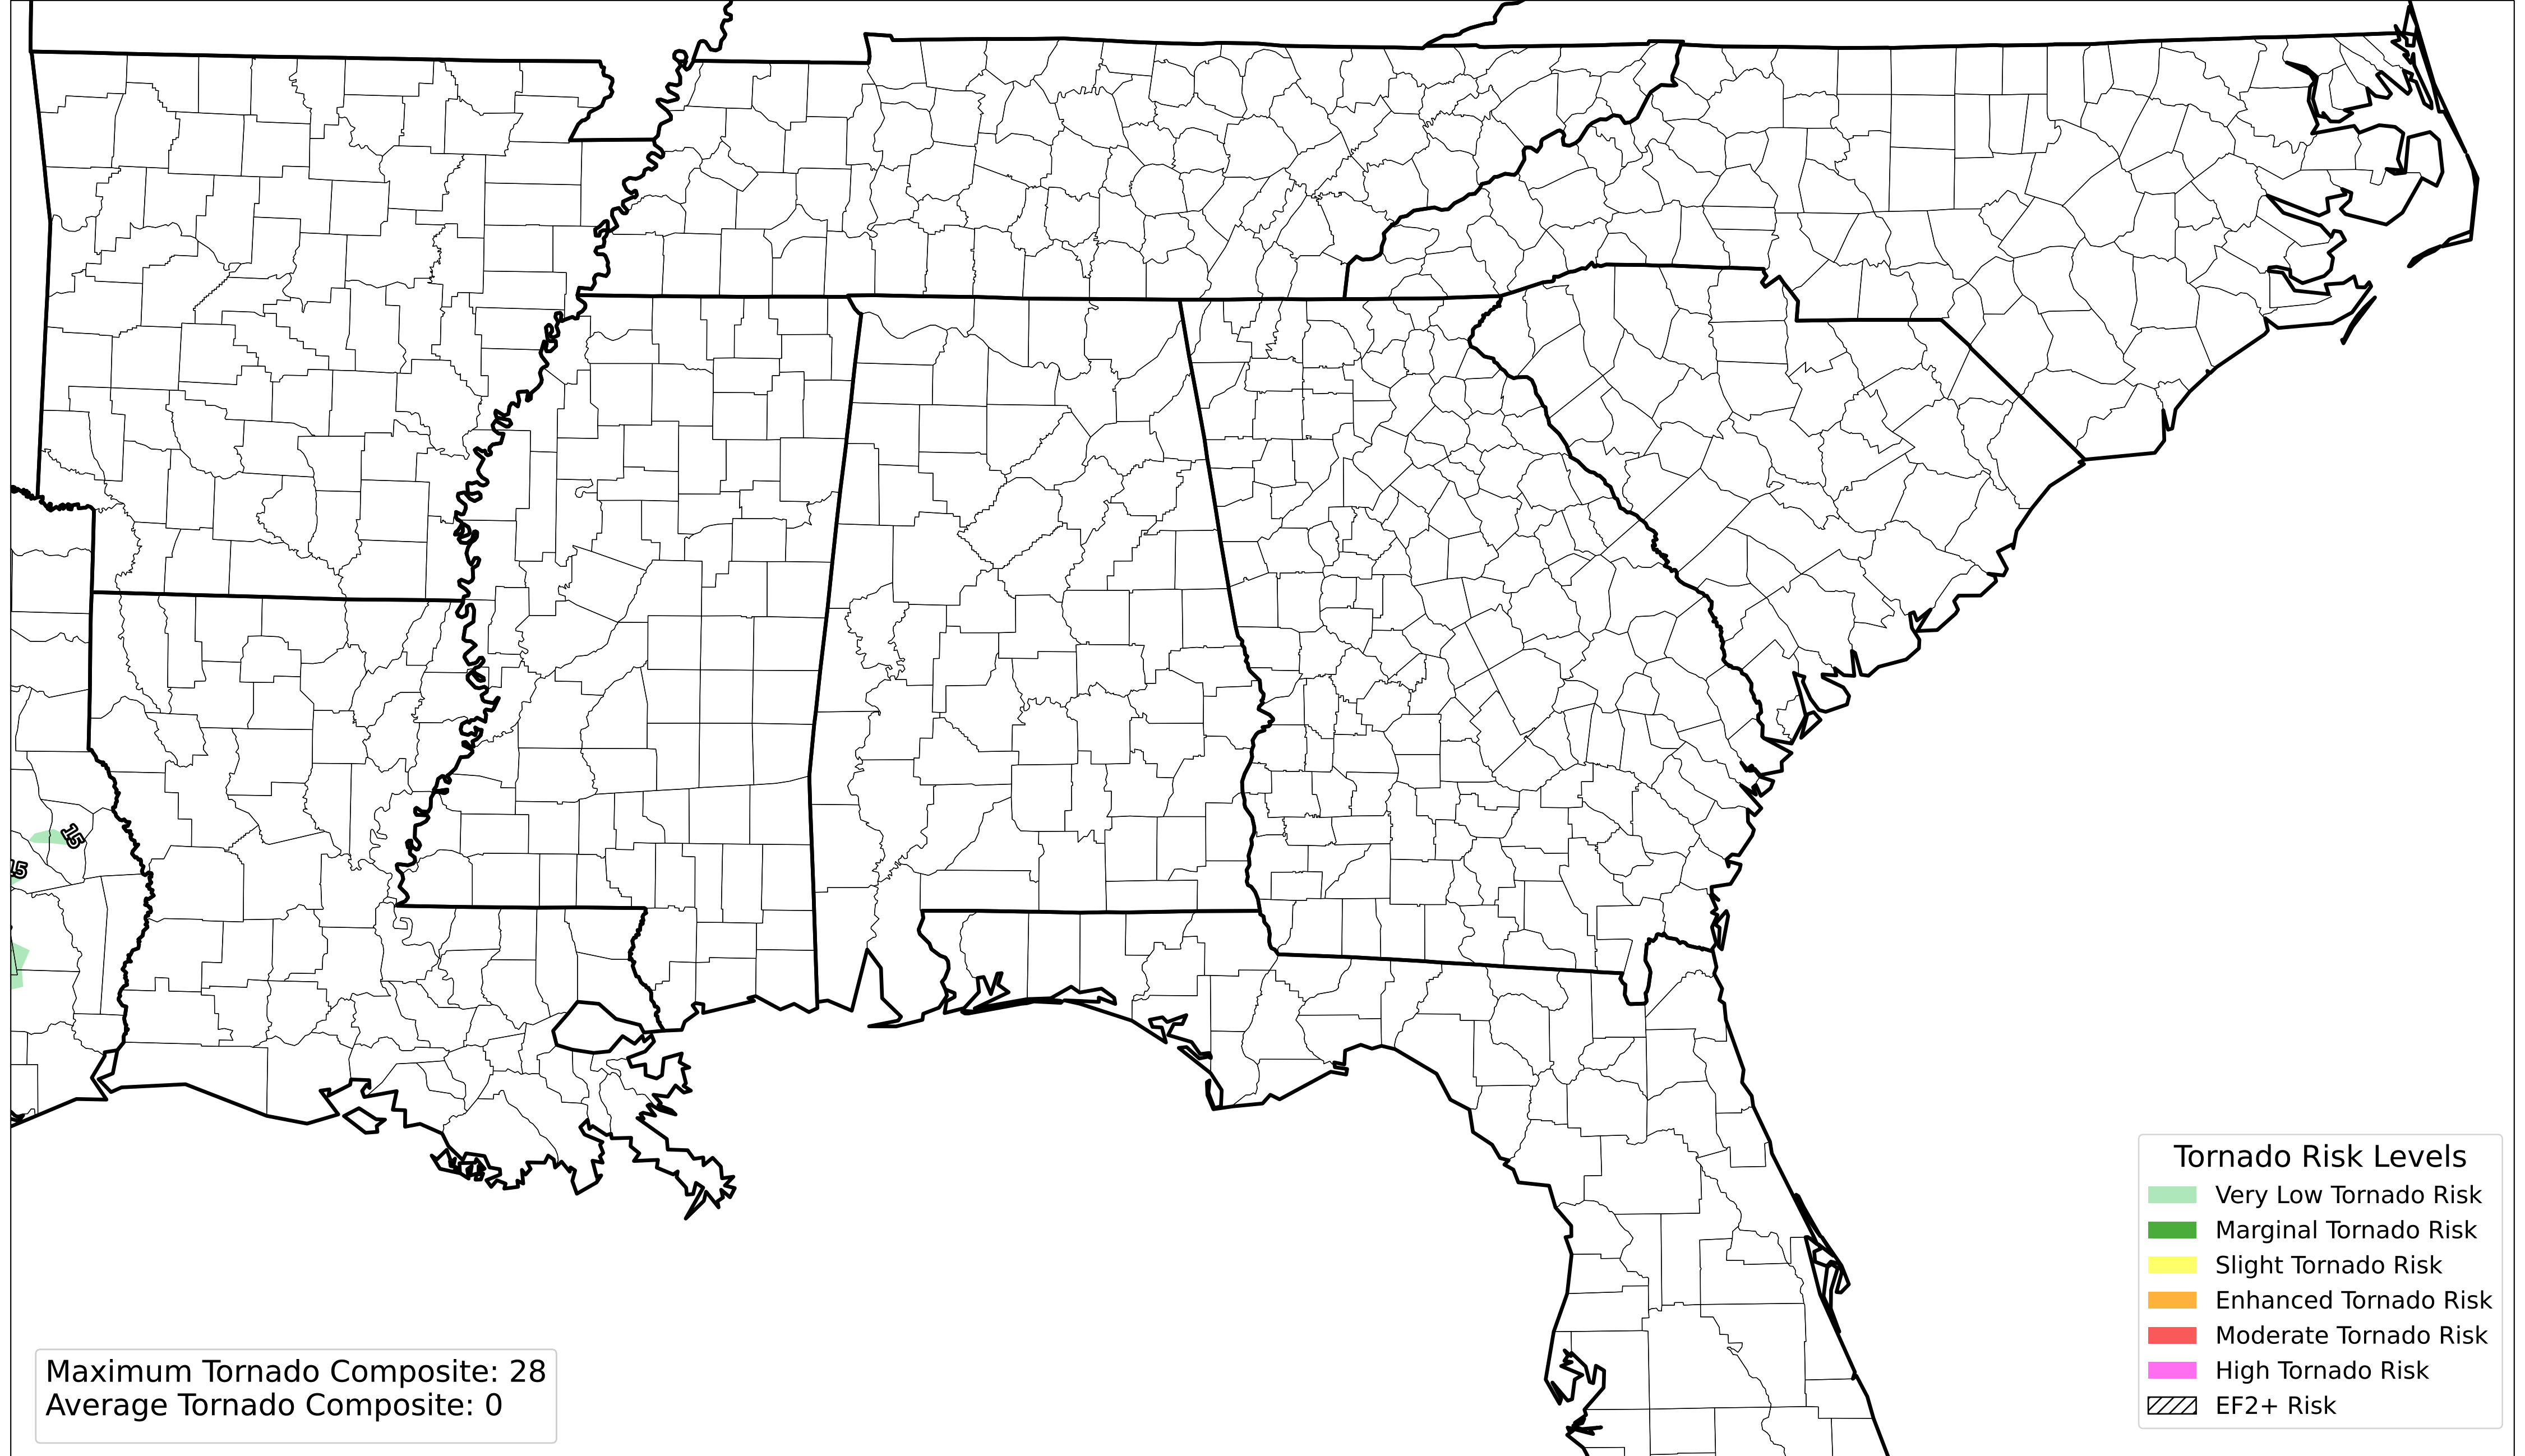 15
15
Tornado Risk Levels
Very Low Tornado Risk
Marginal Tornado Risk
Slight Tornado Risk
Enhanced Tornado Risk
Moderate Tornado Risk
High Tornado Risk
EF2+ Risk
Maximum Tornado Composite: 28
Average Tornado Composite: 0